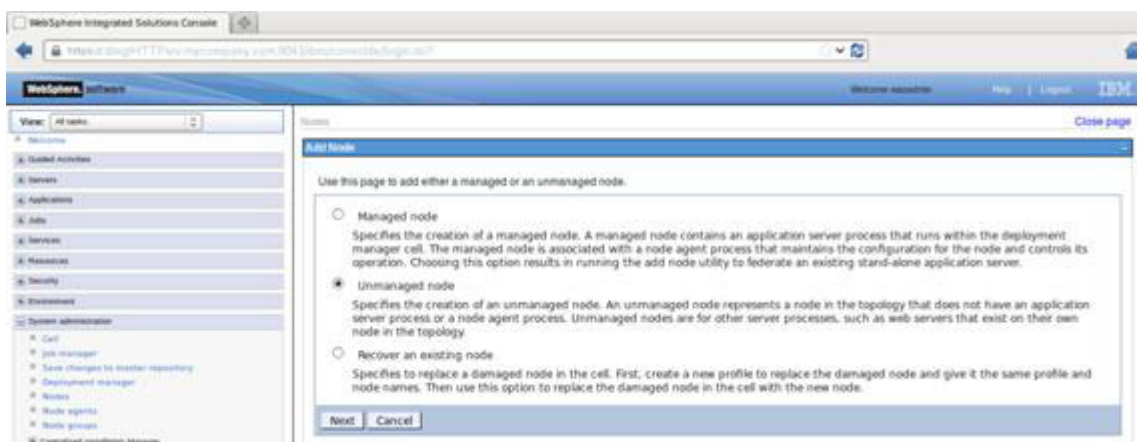 WebSphere Integrated Solutions Console
WebSphere. software
Welcome
Help | Logout
IBM.
View: All tasks
Welcome
Guided Activities
Servers
Applications
Jobs
Services
Resources
Security
Environment
System administration
Cell
Job manager
Save changes to master repository
Deployment manager
Nodes
Node agents
Node groups
Centralized Installation Manager
Nodes
Close page
Add Node
Use this page to add either a managed or an unmanaged node.
Managed node
Specifies the creation of a managed node. A managed node contains an application server process that runs within the deployment
manager cell. The managed node is associated with a node agent process that maintains the configuration for the node and controls its
operation. Choosing this option results in running the add node utility to federate an existing stand-alone application server.
Unmanaged node
Specifies the creation of an unmanaged node. An unmanaged node represents a node in the topology that does not have an application
server process or a node agent process. Unmanaged nodes are for other server processes, such as web servers that exist on their own
node in the topology.
Recover an existing node
Specifies to replace a damaged node in the cell. First, create a new profile to replace the damaged node and give it the same profile and
node names. Then use this option to replace the damaged node in the cell with the new node.
Next Cancel